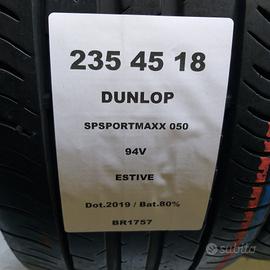 235 45 18
DUNLOP
SPSPORTMAXX 050
94V
ESTIVE
Dot.2019 / Bat.80%
BR1757
subito